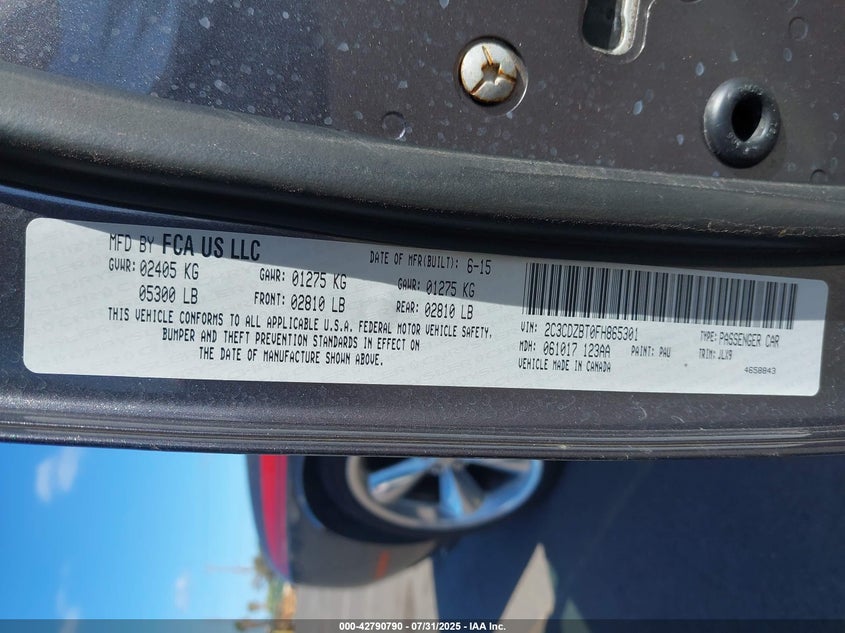 MFD BY FCA US LLC
DATE OF MFR(BUILT): 6-15
GVWR: 02405 KG
GAWR: 01275 KG
GAWR: 01275 KG
05300 LB
FRONT: 02810 LB
REAR: 02810 LB
THIS VEHICLE CONFORMS TO ALL APPLICABLE U.S.A. FEDERAL MOTOR VEHICLE SAFETY,
BUMPER AND THEFT PREVENTION STANDARDS IN EFFECT ON
THE DATE OF MANUFACTURE SHOWN ABOVE.
VIN: 2C3CDZBT0FH865301
TYPE: PASSENGER CAR
MDH: 061017 123AA
PAINT: PAU
TRIM: JLX9
VEHICLE MADE IN CANADA
4658843
000-42790790 - 07/31/2025 - IAA Inc.